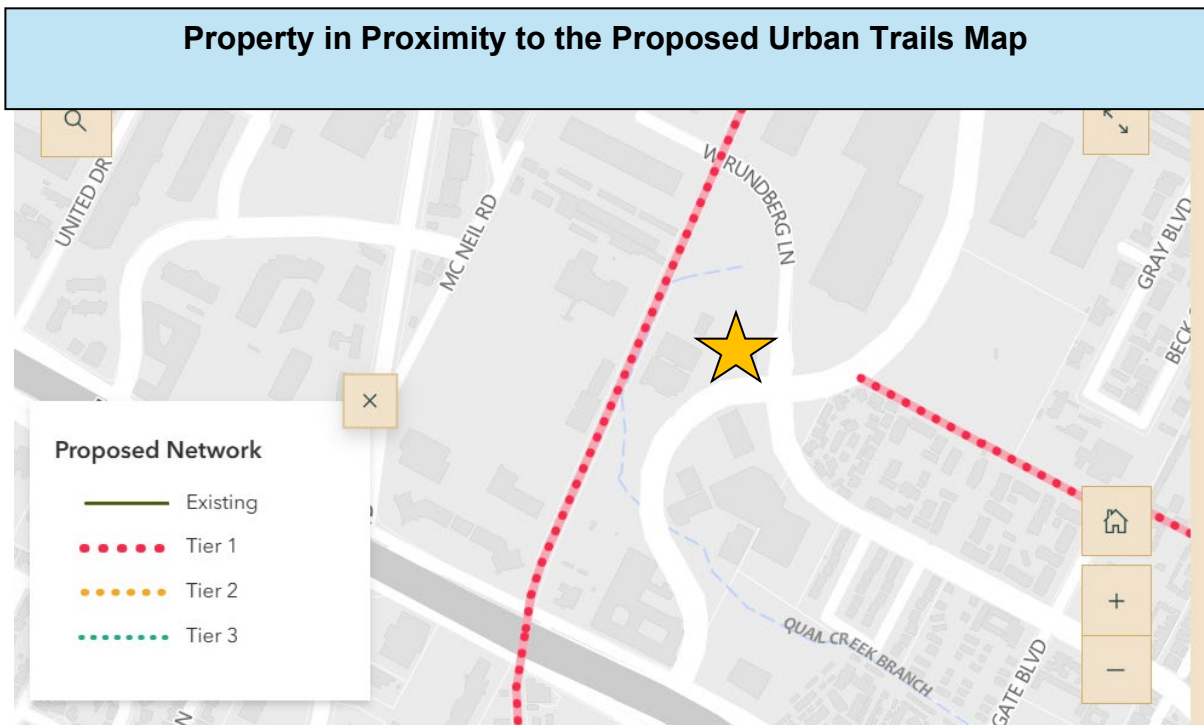 Property in Proximity to the Proposed Urban Trails Map
UNITED DR
MC NEIL RD
W RUNDBERG LN
GRAY BLVD
BECK
Proposed Network
Existing
Tier 1
Tier 2
Tier 3
QUAIL CREEK BRANCH
GATE BLVD
N